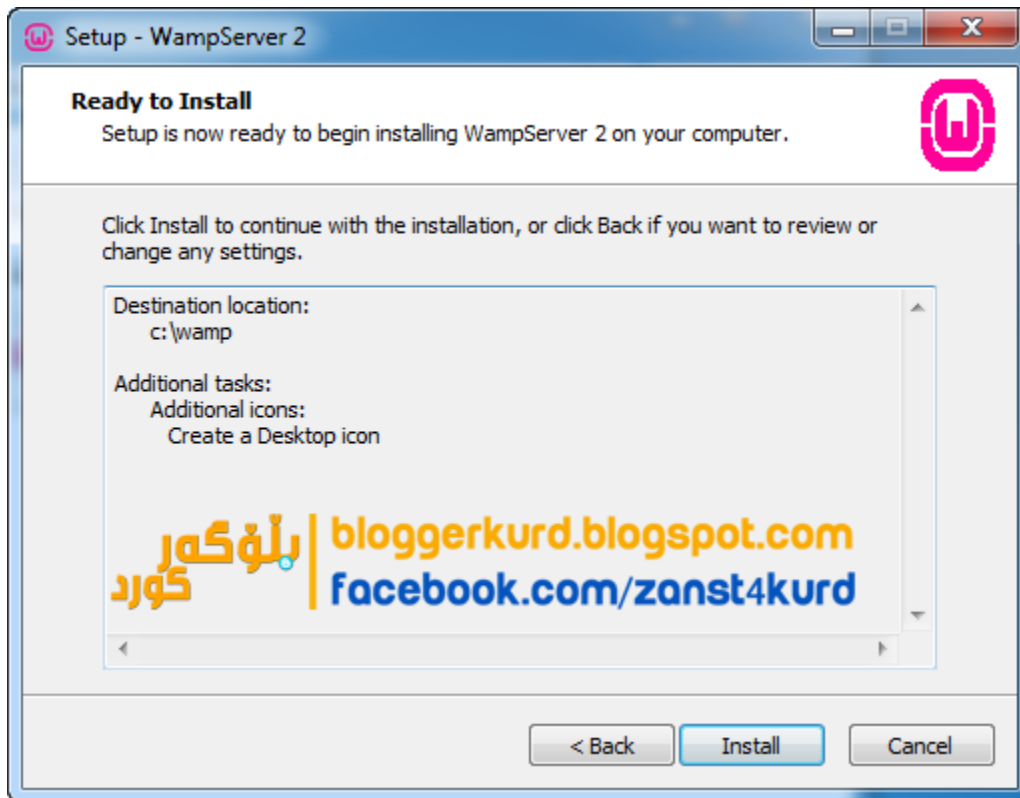 Setup - WampServer 2
Ready to Install
Setup is now ready to begin installing WampServer 2 on your computer.
Click Install to continue with the installation, or click Back if you want to review or
change any settings.
Destination location:
c:\wamp
Additional tasks:
Additional icons:
Create a Desktop icon
بلۆگەر
کورد
bloggerkurd.blogspot.com
facebook.com/zanst4kurd
< Back
Install
Cancel